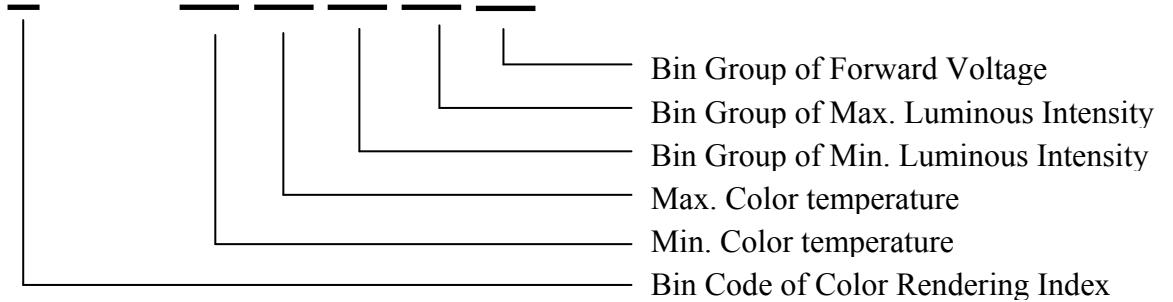 Bin Group of Forward Voltage
Bin Group of Max. Luminous Intensity
Bin Group of Min. Luminous Intensity
Max. Color temperature
Min. Color temperature
Bin Code of Color Rendering Index